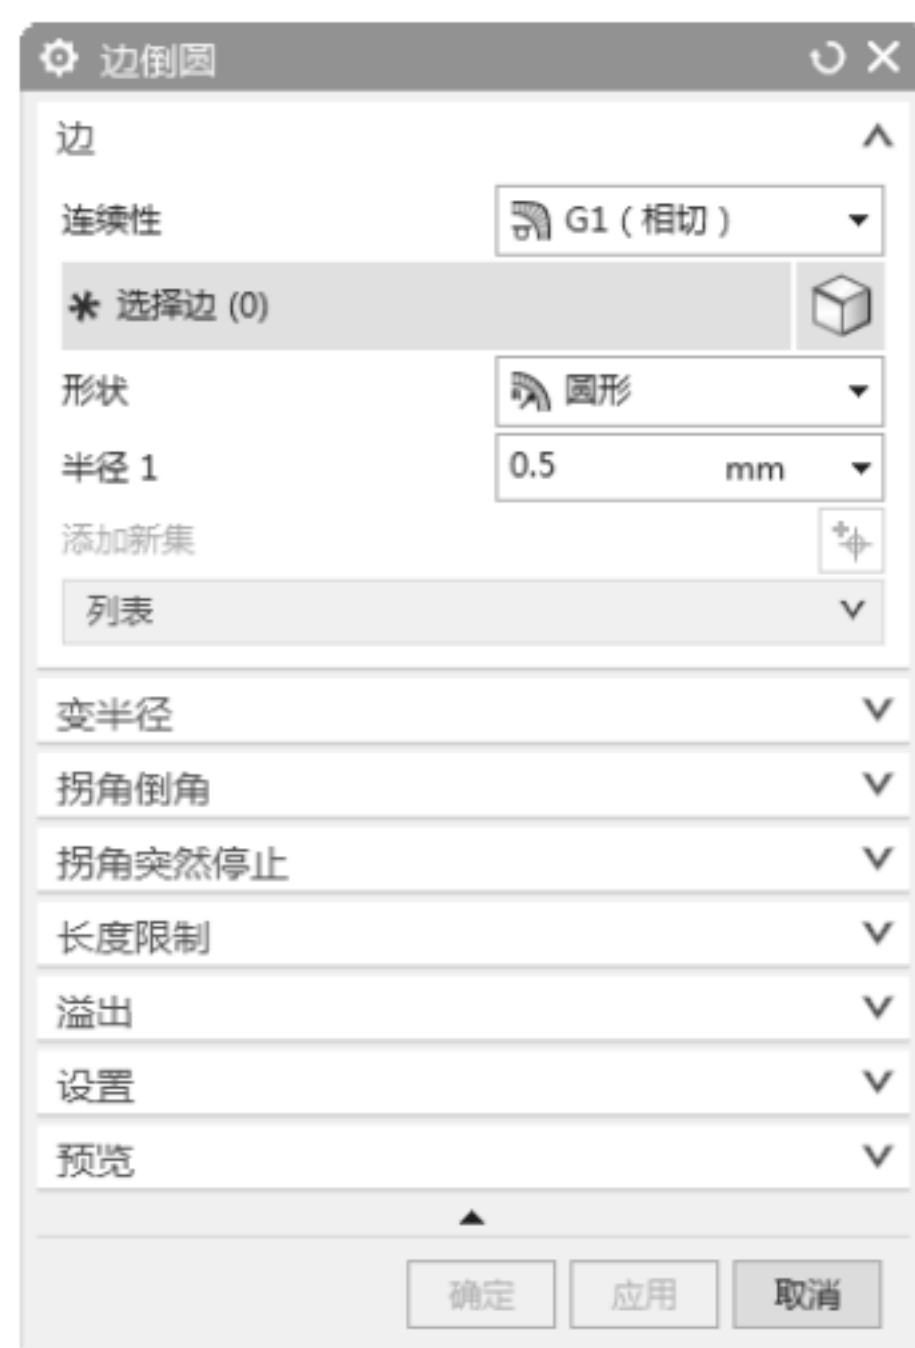 边倒圆
边
连续性 G1(相切)
选择边 (0)
形状 圆形
半径 1 0.5 mm
添加新集
列表
变半径
拐角倒角
拐角突然停止
长度限制
溢出
设置
预览
确定 应用 取消